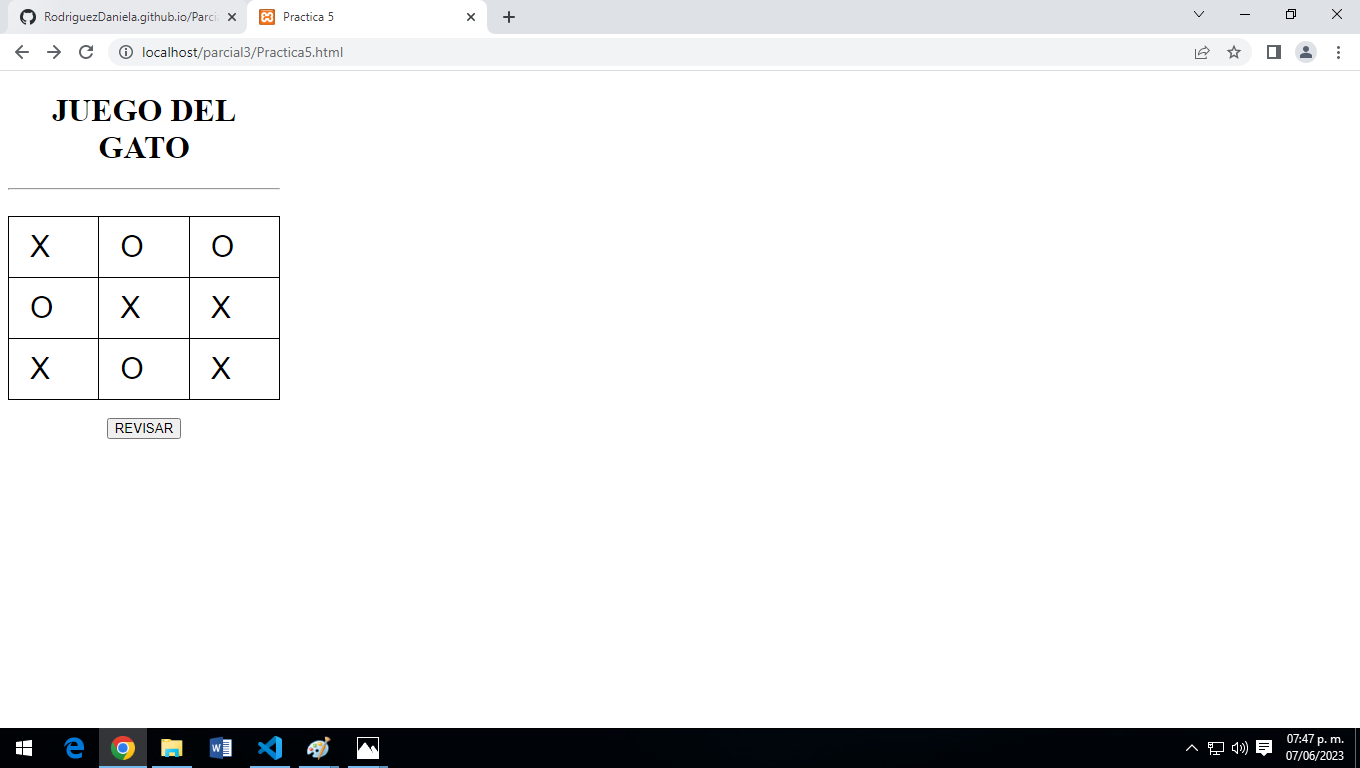 RodriguezDaniela.github.io/Parci
Practica 5
localhost/parcial3/Practica5.html
JUEGO DEL
GATO
X O O
O X X
X O X
REVISAR
07:47 p. m.
07/06/2023